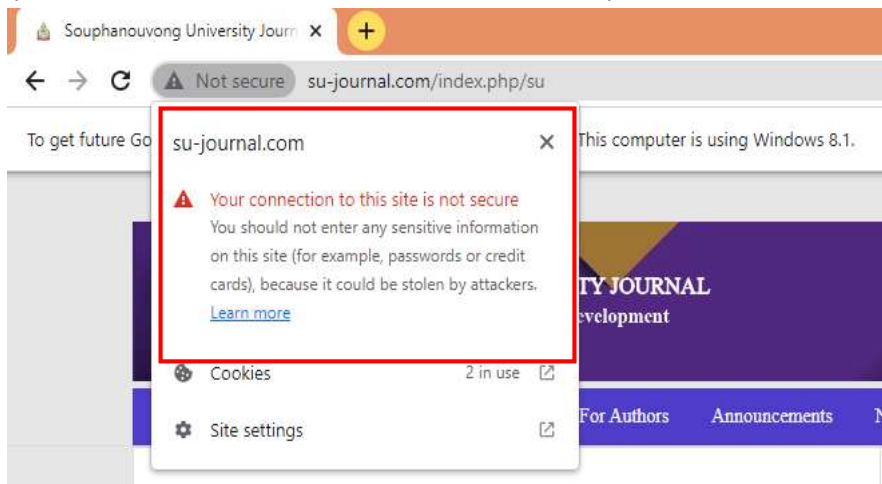 Souphanouvong University Journ
Not secure su-journal.com/index.php/su
To get future Go
This computer is using Windows 8.1.
su-journal.com
Your connection to this site is not secure
You should not enter any sensitive information
on this site (for example, passwords or credit
cards), because it could be stolen by attackers.
Learn more
TY JOURNAL
evelopment
Cookies 2 in use
Site settings
For Authors Announcements N